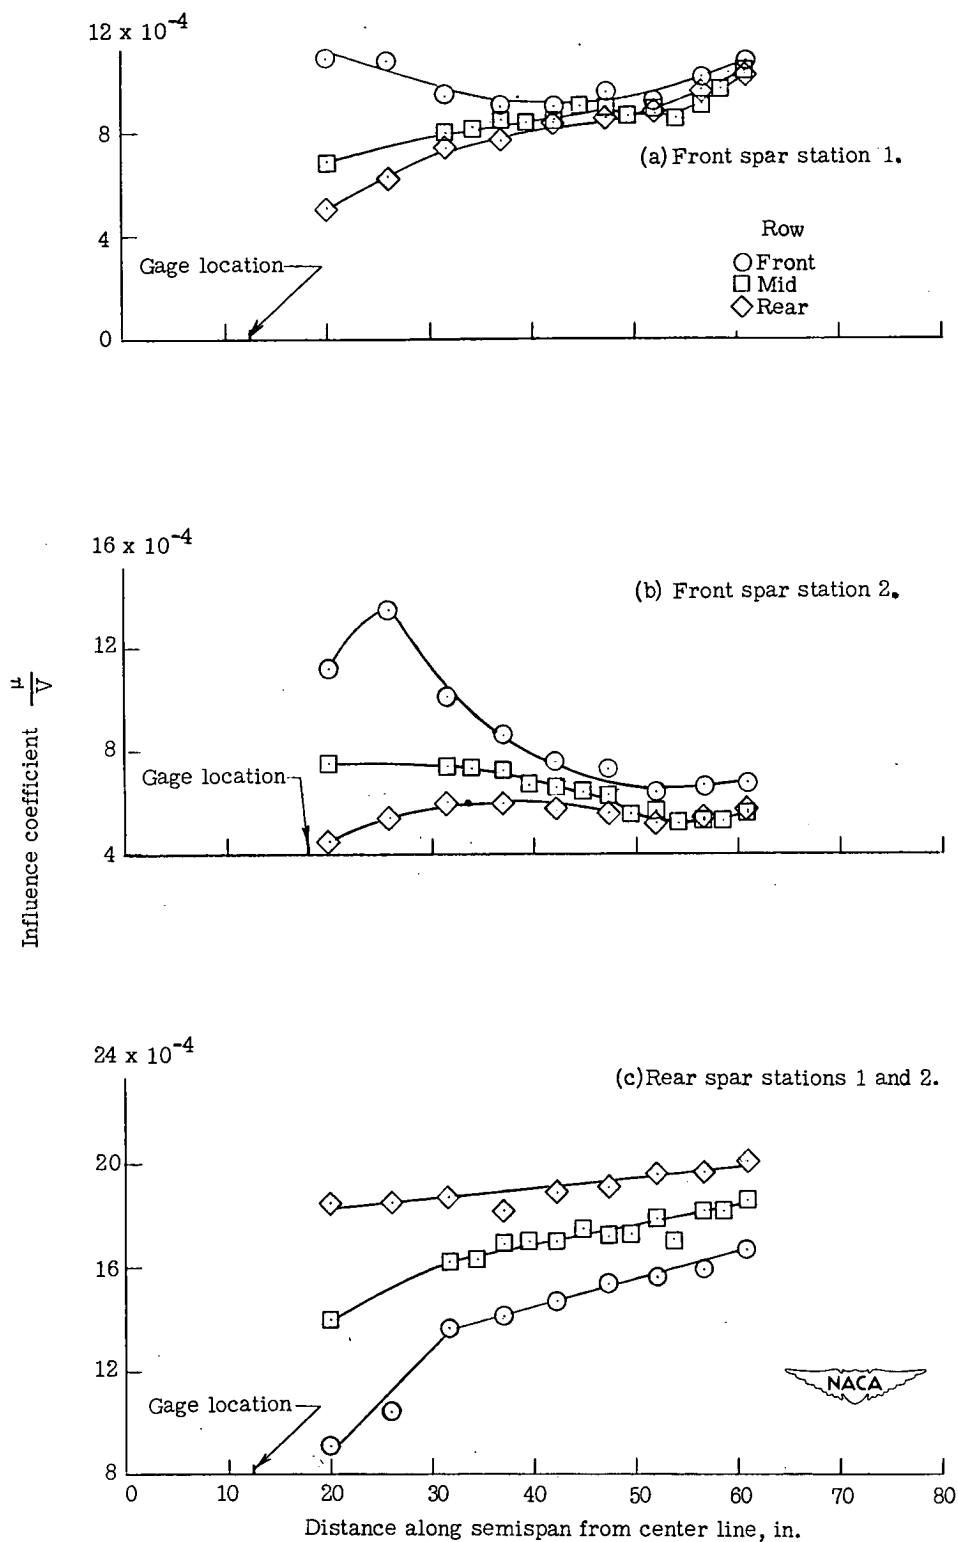 12 x 10-4
8
4
0
Gage location
(a) Front spar station 1.
Row
Front
Mid
Rear
16 x 10-4
12
8
4
Gage location
(b) Front spar station 2.
Influence coefficient μ/V
24 x 10-4
20
16
12
8
Gage location
(c) Rear spar stations 1 and 2.
NACA
0 10 20 30 40 50 60 70 80
Distance along semispan from center line, in.